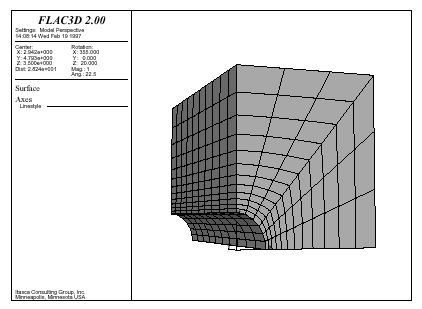 FLAC3D 2.00
Settings: Model Perspective
14:08:14 Wed Feb 19 1997
Center: Rotation:
X: 2.942e+000 X: 355.000
Y: 4.793e+000 Y: 0.000
Z: 3.500e+000 Z: 20.000
Dist: 2.624e+001 Mag.: 1
Ang.: 22.5
Surface
Axes
Linestyle
Itasca Consulting Group, Inc.
Minneapolis, Minnesota USA